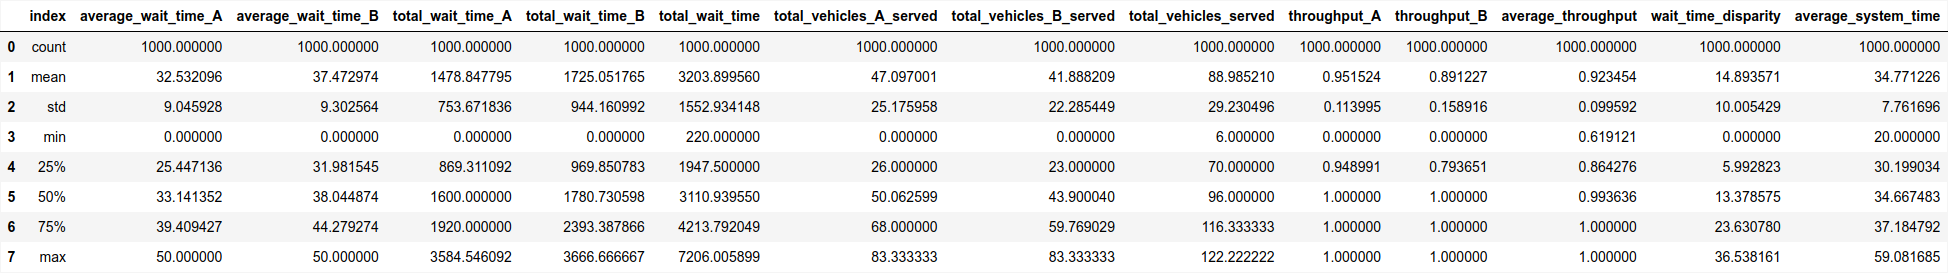 index average_wait_time_A average_wait_time_B total_wait_time_A total_wait_time_B total_wait_time total_vehicles_A_served total_vehicles_B_served total_vehicles_served throughput_A throughput_B average_throughput wait_time_disparity average_system_time
0 count 1000.000000 1000.000000 1000.000000 1000.000000 1000.000000 1000.000000 1000.000000 1000.000000 1000.000000 1000.000000 1000.000000 1000.000000 1000.000000
1 mean 32.532096 37.472974 1478.847795 1725.051765 3203.899560 47.097001 41.888209 88.985210 0.951524 0.891227 0.923454 14.893571 34.771226
2 std 9.045928 9.302564 753.671836 944.160992 1552.934148 25.175958 22.285449 29.230496 0.113995 0.158916 0.099592 10.005429 7.761696
3 min 0.000000 0.000000 0.000000 0.000000 220.000000 0.000000 0.000000 6.000000 0.000000 0.000000 0.619121 0.000000 20.000000
4 25% 25.447136 31.981545 869.311092 969.850783 1947.500000 26.000000 23.000000 70.000000 0.948991 0.793651 0.864276 5.992823 30.199034
5 50% 33.141352 38.044874 1600.000000 1780.730598 3110.939550 50.062599 43.900040 96.000000 1.000000 1.000000 0.993636 13.378575 34.667483
6 75% 39.409427 44.279274 1920.000000 2393.387866 4213.792049 68.000000 59.769029 116.333333 1.000000 1.000000 1.000000 23.630780 37.184792
7 max 50.000000 50.000000 3584.546092 3666.666667 7206.005899 83.333333 83.333333 122.222222 1.000000 1.000000 1.000000 36.538161 59.081685